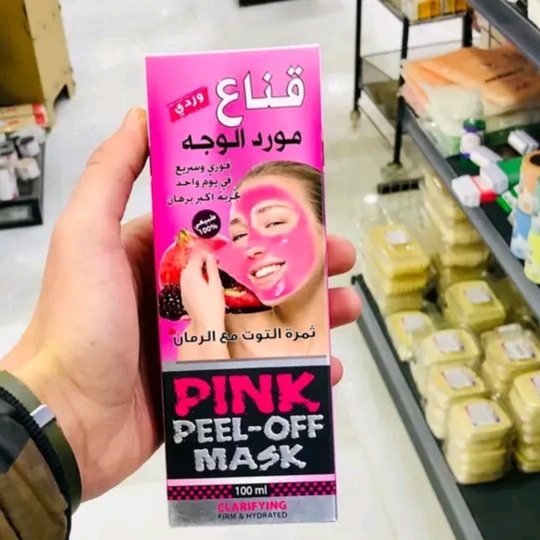 قناع
وردي
مورد الوجه
فوري وسريع
في يوم واحد
تجربة اكبر برهان
طبيعي
100%
ثمرة التوت مع الرمان
PINK
PEEL-OFF
MASK
100 ml
CLARIFYING
FIRM & HYDRATED